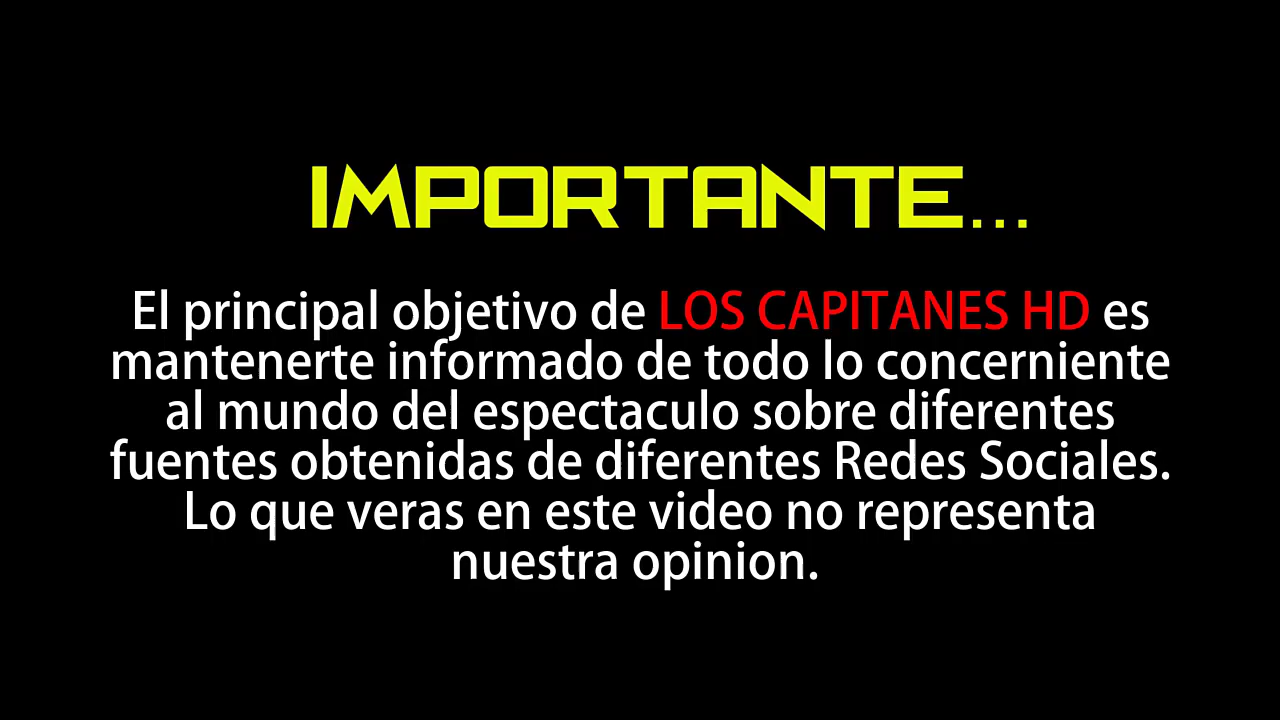 IMPORTANTE...
El principal objetivo de LOS CAPITANES HD es
mantenerte informado de todo lo concerniente
al mundo del espectaculo sobre diferentes
fuentes obtenidas de diferentes Redes Sociales.
Lo que veras en este video no representa
nuestra opinion.